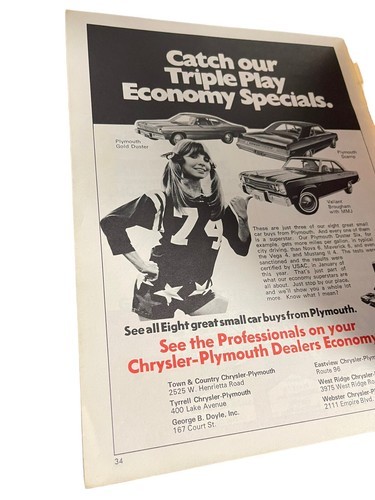 Catch our
Triple Play
Economy Specials.
Plymouth
Gold Duster
Plymouth
Valiant
Brougham
with MMJ
74
These are just three of our eight great small
car buys from Plymouth. And every one of them
is a superstar. Our Plymouth Duster Six, for
example, gets more miles per gallon, in typical
city driving, than Nova 6, Maverick 6, and even
the Vega 4, and Mustang II 4. The tests were
sanctioned and the results were
certified by USAC, in January of
this year. That's just part of
what our economy superstars are
all about. Just stop by our place,
and we'll show you a whole lot
more. Know what I mean?
See all Eight great small car buys from Plymouth.
See the Professionals on your
Chrysler-Plymouth Dealers Economy
Town & Country Chrysler-Plymouth
2525 W. Henrietta Road
Tyrrell Chrysler-Plymouth
400 Lake Avenue
George B. Doyle, Inc.
167 Court St.
Eastview Chrysler-Plym
Route 96
West Ridge Chrysler-
3975 West Ridge Ro
Webster Chrysler-P
2111 Empire Blvd.
34